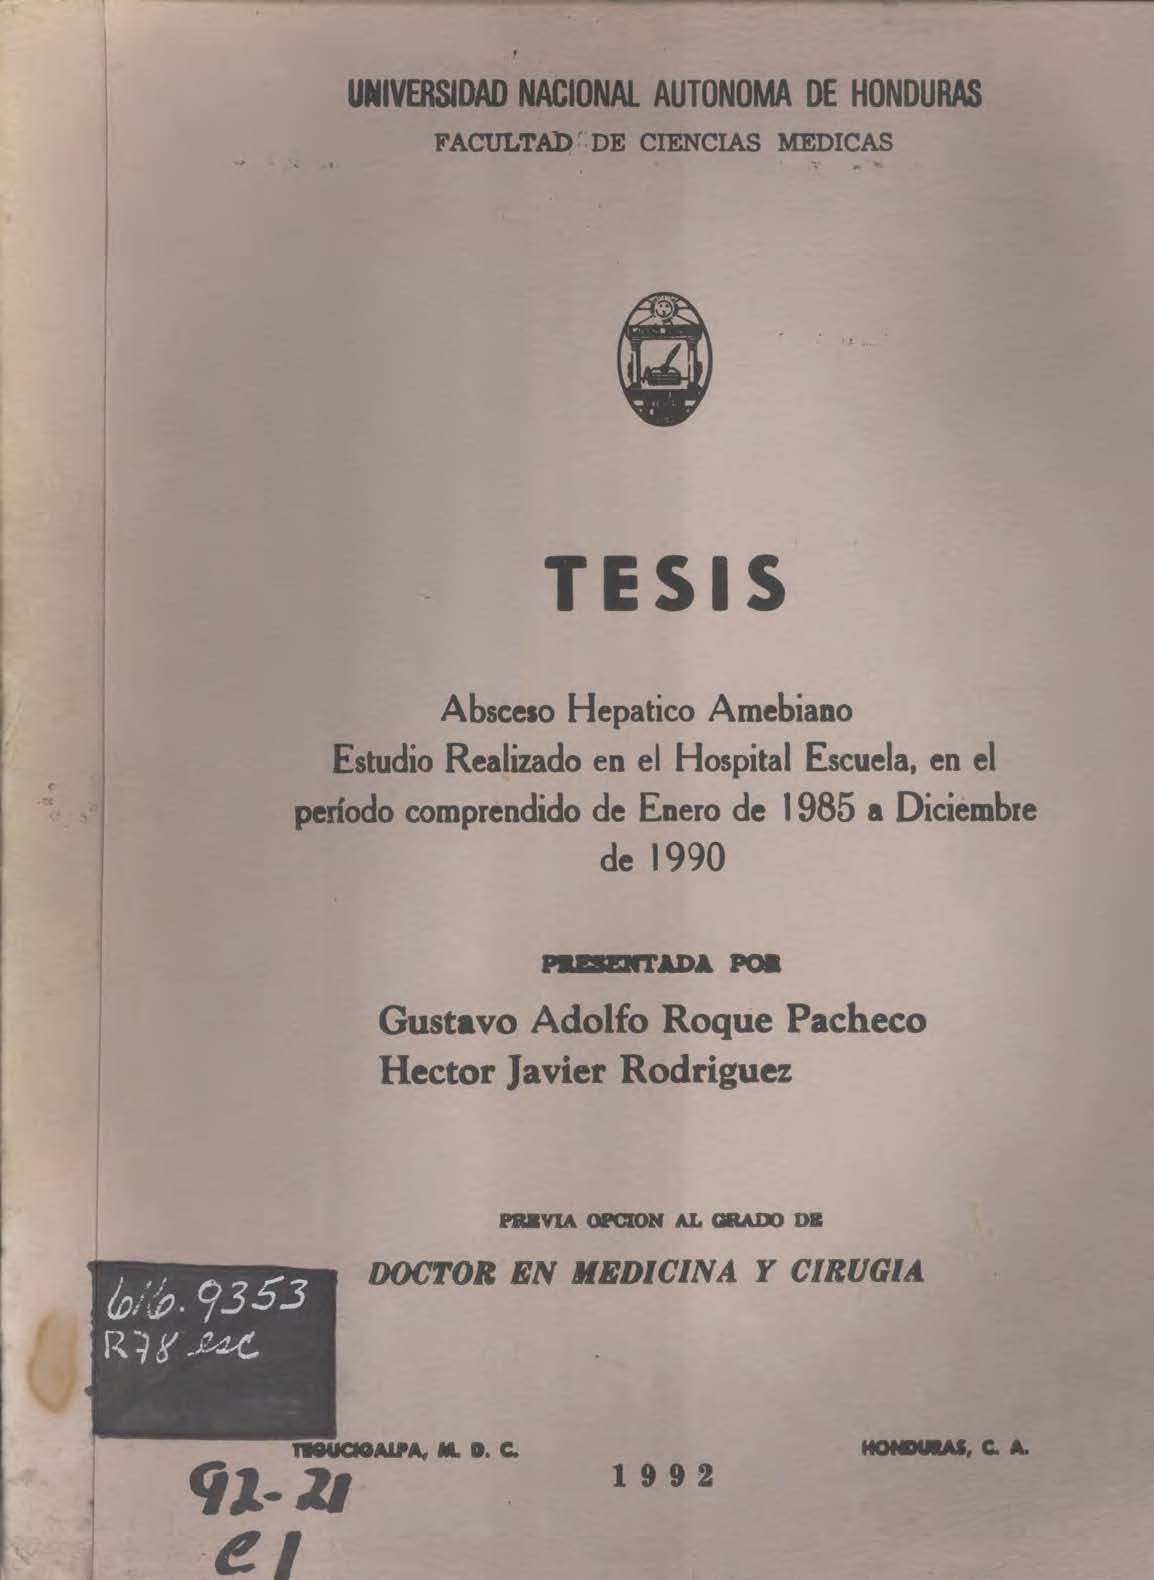 UNIVERSIDAD NACIONAL AUTONOMA DE HONDURAS
FACULTAD DE CIENCIAS MEDICAS
TESIS
Absceso Hepatico Amebiano
Estudio Realizado en el Hospital Escuela, en el
período comprendido de Enero de 1985 a Diciembre
de 1990
PRESENTADA POR
Gustavo Adolfo Roque Pacheco
Hector Javier Rodriguez
PREVIA OPCION AL GRADO DE
DOCTOR EN MEDICINA Y CIRUGIA
616.9353
R78 esc
TEGUCIGALPA, M. D. C. HONDURAS, C. A.
1992
92-21
C1